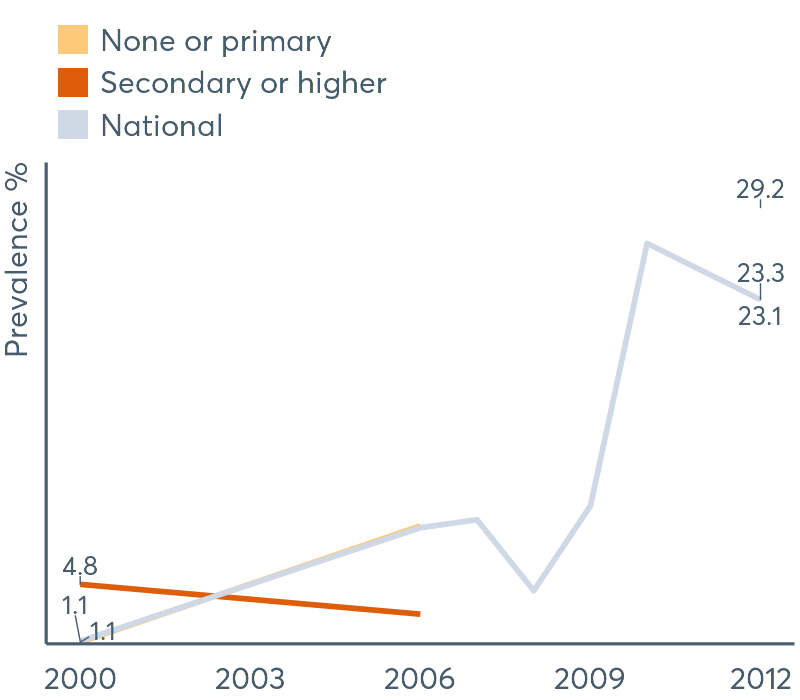 None or primary
Secondary or higher
National
Prevalence %
29.2
23.3
23.1
4.8
1.1
1.1
2000 2003 2006 2009 2012